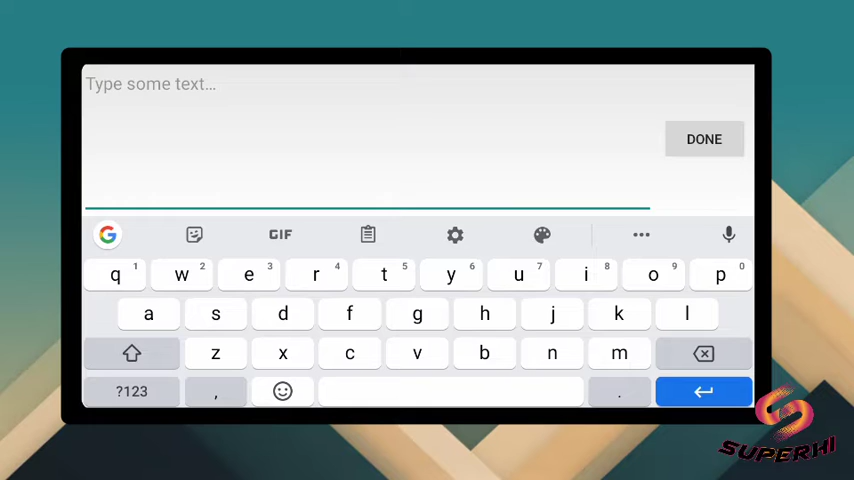 Type some text...
DONE
G GIF
q 1 w 2 e 3 r 4 t 5 y 6 u 7 i 8 o 9 p 0
a s d f g h j k l
z x c v b n m
?123 , .
SUPERHI